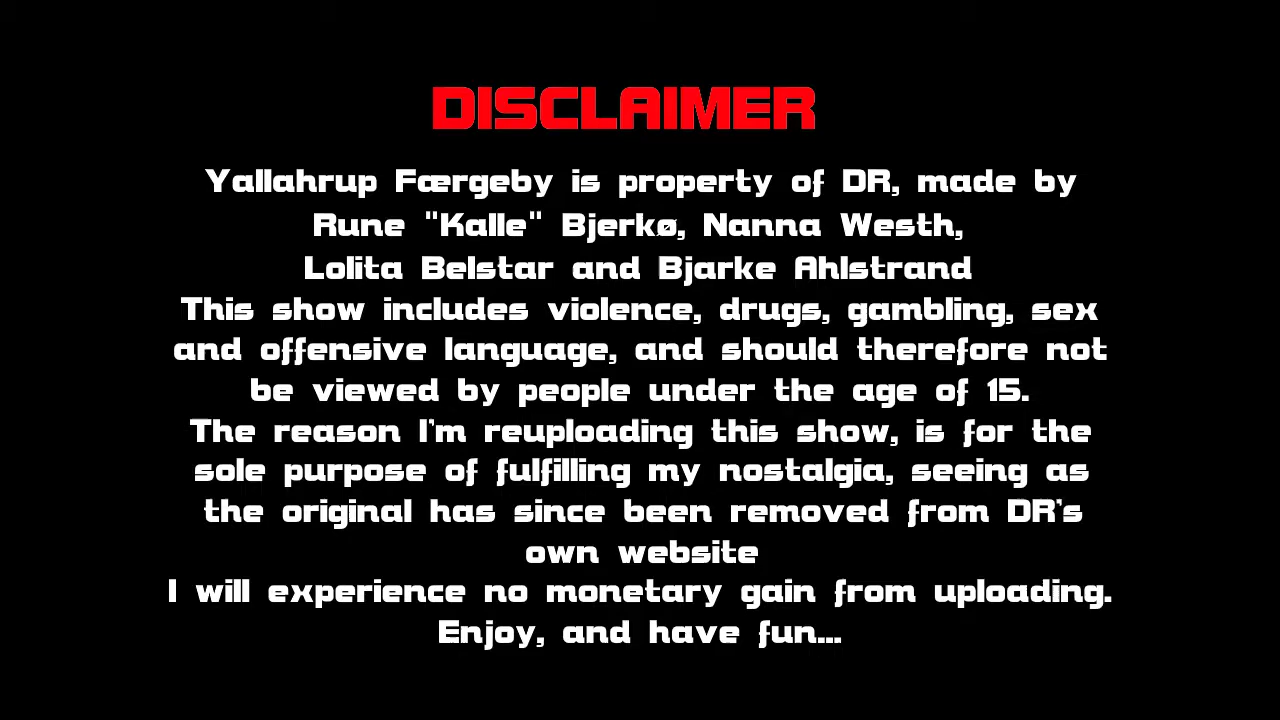 DISCLAIMER
Yallahrup Færgeby is property of DR, made by
Rune "Kalle" Bjerkø, Nanna Westh,
Lolita Belstar and Bjarke Ahlstrand
This show includes violence, drugs, gambling, sex
and offensive language, and should therefore not
be viewed by people under the age of 15.
The reason I'm reuploading this show, is for the
sole purpose of fulfilling my nostalgia, seeing as
the original has since been removed from DR's
own website
I will experience no monetary gain from uploading.
Enjoy, and have fun...